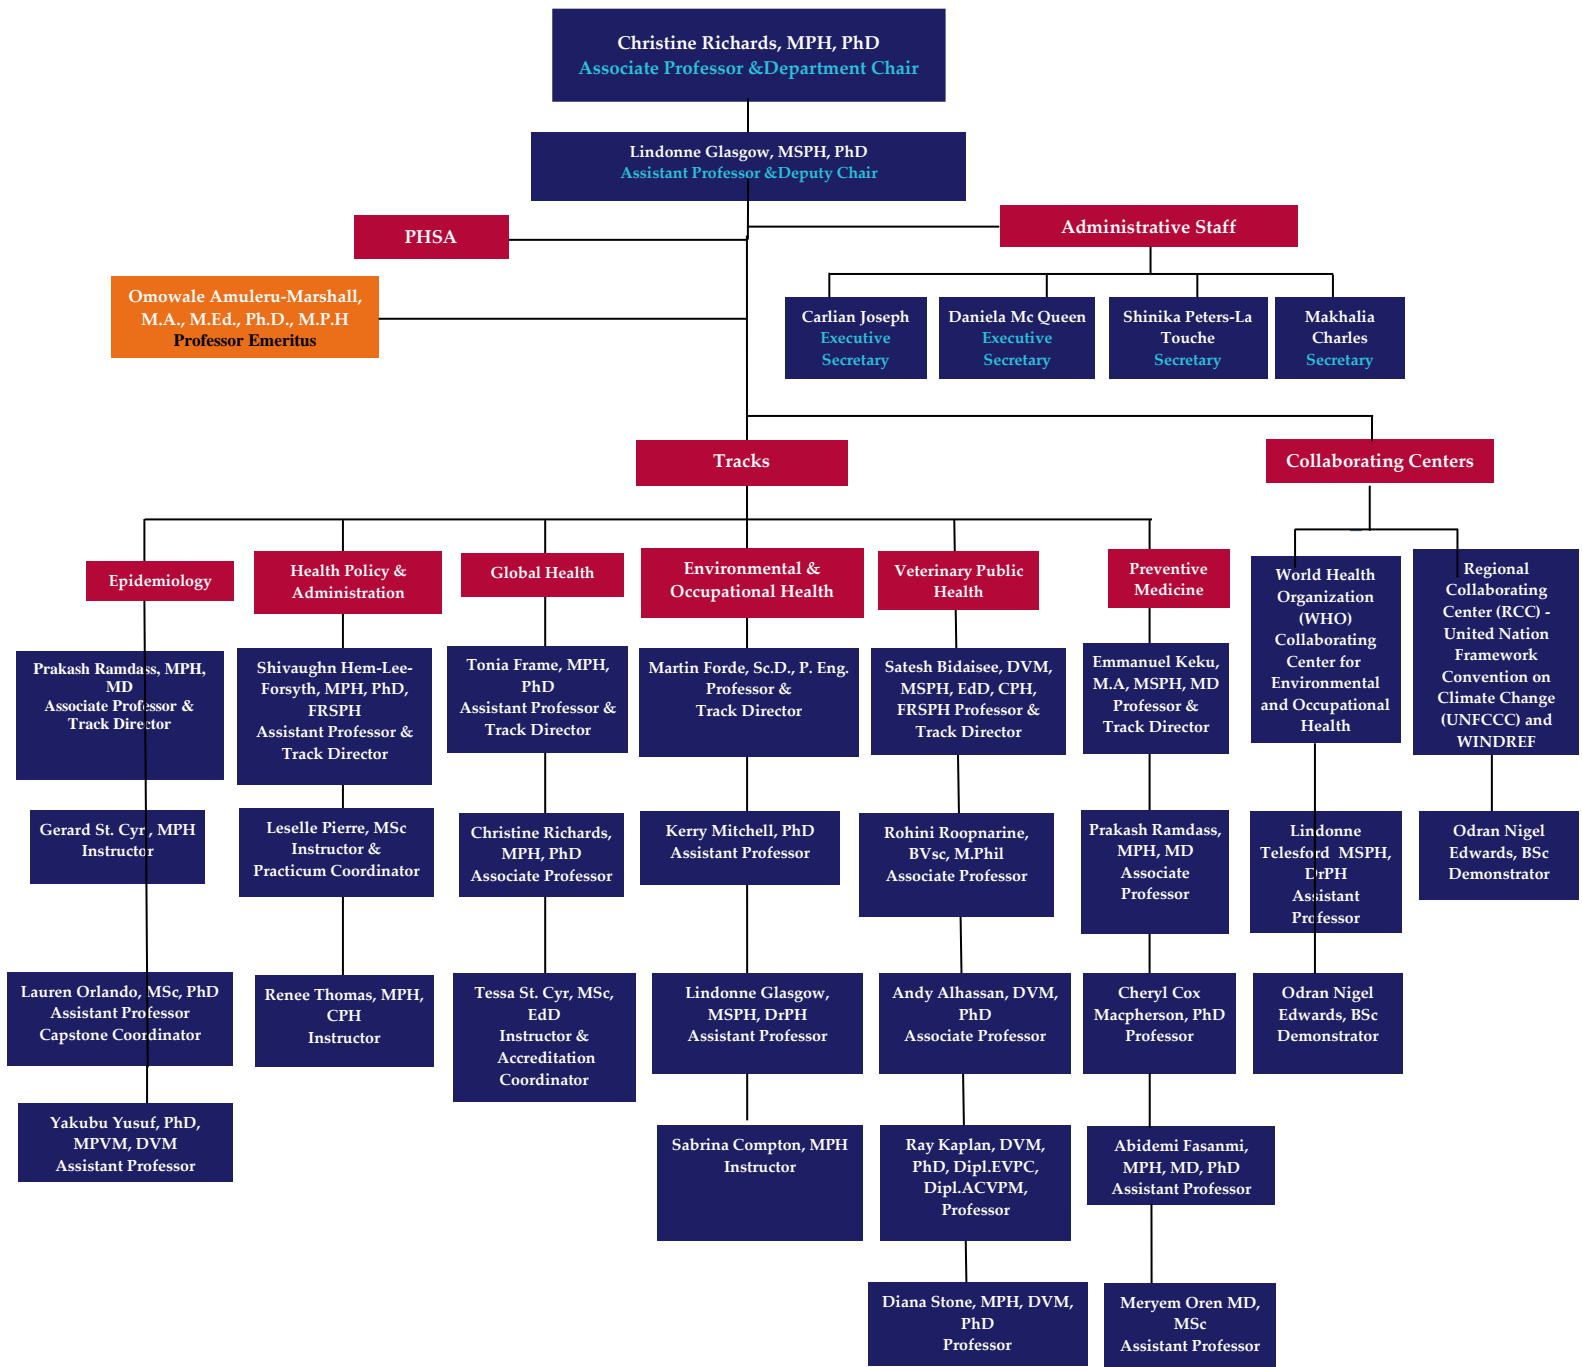 Christine Richards, MPH, PhD
Associate Professor &Department Chair
Lindonne Glasgow, MSPH, PhD
Assistant Professor &Deputy Chair
PHSA
Administrative Staff
Omowale Amuleru-Marshall,
M.A., M.Ed., Ph.D., M.P.H
Professor Emeritus
Carlian Joseph
Executive
Secretary
Daniela Mc Queen
Executive
Secretary
Shinika Peters-La
Touche
Secretary
Makhalia
Charles
Secretary
Tracks
Collaborating Centers
Epidemiology
Health Policy &
Administration
Global Health
Environmental &
Occupational Health
Veterinary Public
Health
Preventive
Medicine
World Health
Organization
(WHO)
Collaborating
Center for
Environmental
and Occupational
Health
Regional
Collaborating
Center (RCC) -
United Nation
Framework
Convention on
Climate Change
(UNFCCC) and
WINDREF
Prakash Ramdass, MPH,
MD
Associate Professor &
Track Director
Shivaughn Hem-Lee-
Forsyth, MPH, PhD,
FRSPH
Assistant Professor &
Track Director
Tonia Frame, MPH,
PhD
Assistant Professor &
Track Director
Martin Forde, Sc.D., P. Eng.
Professor &
Track Director
Satesh Bidaisee, DVM,
MSPH, EdD, CPH,
FRSPH Professor &
Track Director
Emmanuel Keku,
M.A, MSPH, MD
Professor &
Track Director
Gerard St. Cyr, MPH
Instructor
Leselle Pierre, MSc
Instructor &
Practicum Coordinator
Christine Richards,
MPH, PhD
Associate Professor
Kerry Mitchell, PhD
Assistant Professor
Rohini Roopnarine,
BVsc, M.Phil
Associate Professor
Prakash Ramdass,
MPH, MD
Associate
Professor
Lindonne
Telesford  MSPH,
DrPH
Assistant
Professor
Odran Nigel
Edwards, BSc
Demonstrator
Lauren Orlando, MSc, PhD
Assistant Professor
Capstone Coordinator
Renee Thomas, MPH,
CPH
Instructor
Tessa St. Cyr, MSc,
EdD
Instructor &
Accreditation
Coordinator
Lindonne Glasgow,
MSPH, DrPH
Assistant Professor
Andy Alhassan, DVM,
PhD
Associate Professor
Cheryl Cox
Macpherson, PhD
Professor
Odran Nigel
Edwards, BSc
Demonstrator
Yakubu Yusuf, PhD,
MPVM, DVM
Assistant Professor
Sabrina Compton, MPH
Instructor
Ray Kaplan, DVM,
PhD, Dipl.EVPC,
Dipl.ACVPM,
Professor
Abidemi Fasanmi,
MPH, MD, PhD
Assistant Professor
Diana Stone, MPH, DVM,
PhD
Professor
Meryem Oren MD,
MSc
Assistant Professor